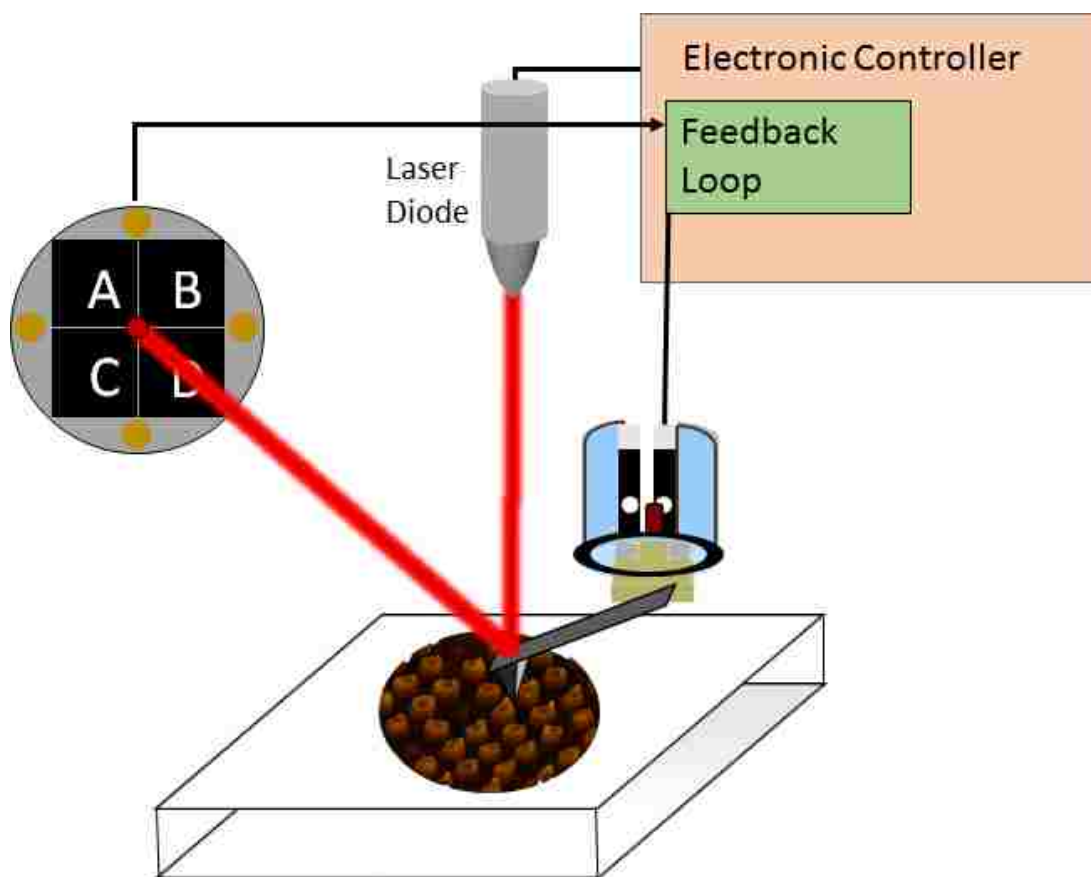 Electronic Controller
Feedback
Loop
Laser
Diode
A B
C D